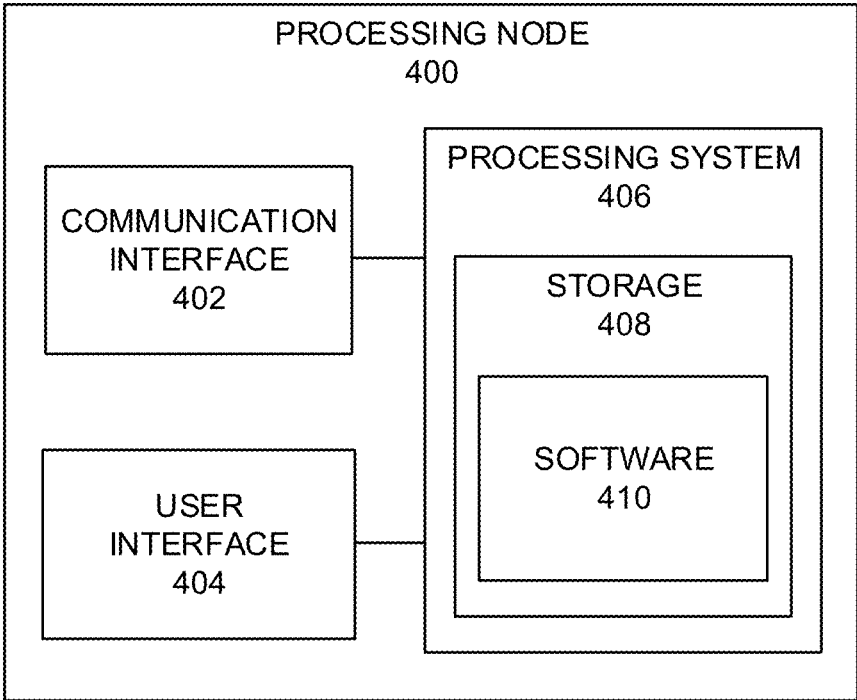 PROCESSING NODE
400
COMMUNICATION
INTERFACE
402
USER
INTERFACE
404
PROCESSING SYSTEM
406
STORAGE
408
SOFTWARE
410